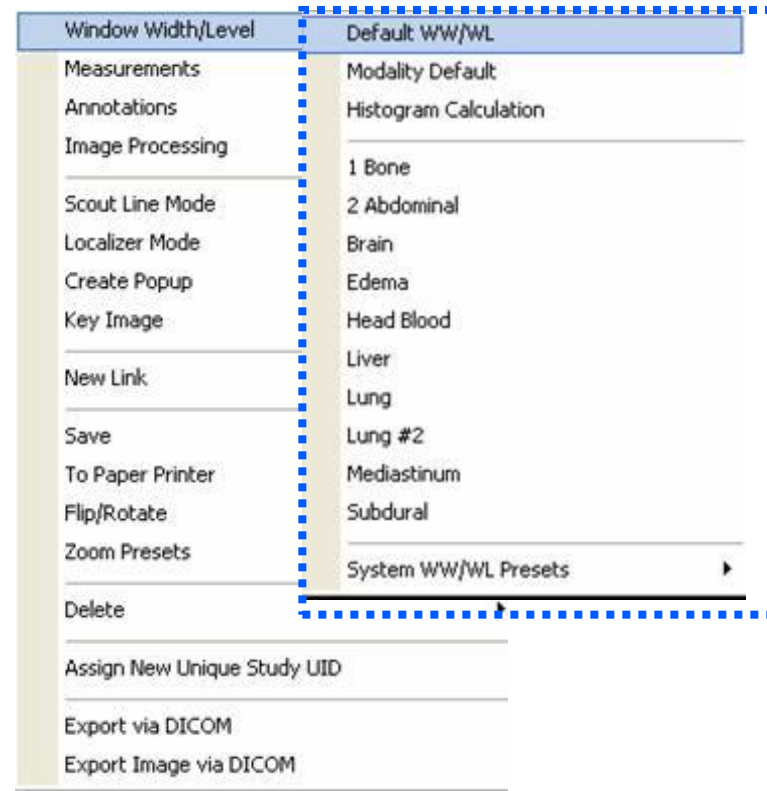 Window Width/Level
Measurements
Annotations
Image Processing
Scout Line Mode
Localizer Mode
Create Popup
Key Image
New Link
Save
To Paper Printer
Flip/Rotate
Zoom Presets
Delete
Assign New Unique Study UID
Export via DICOM
Export Image via DICOM
Default WW/WL
Modality Default
Histogram Calculation
1 Bone
2 Abdominal
Brain
Edema
Head Blood
Liver
Lung
Lung #2
Mediastinum
Subdural
System WW/WL Presets